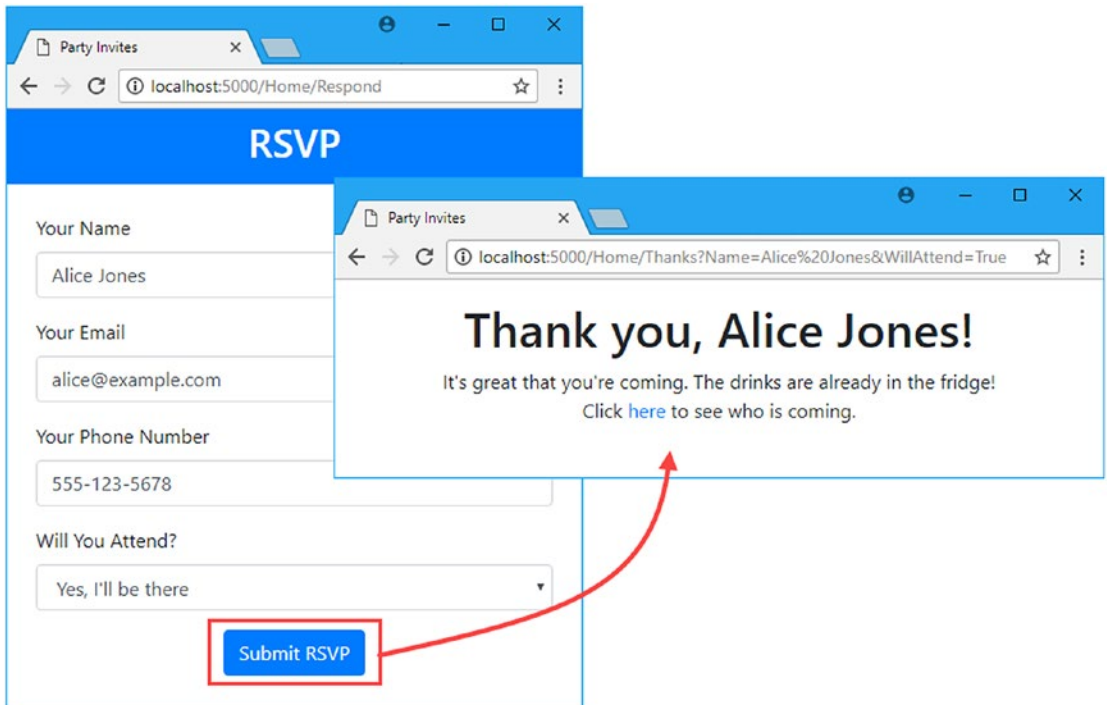 Party Invites
localhost:5000/Home/Respond
RSVP
Your Name
Alice Jones
Your Email
alice@example.com
Your Phone Number
555-123-5678
Will You Attend?
Yes, I'll be there
Submit RSVP
Party Invites
localhost:5000/Home/Thanks?Name=Alice%20Jones&WillAttend=True
Thank you, Alice Jones!
It's great that you're coming. The drinks are already in the fridge!
Click here to see who is coming.